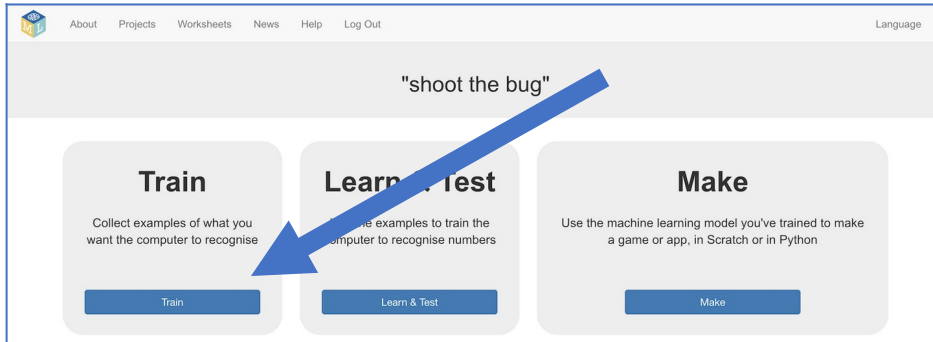 About Projects Worksheets News Help Log Out Language
"shoot the bug"
Train
Collect examples of what you
want the computer to recognise
Train
Learn & Test
examples to train the
computer to recognise numbers
Learn & Test
Make
Use the machine learning model you've trained to make
a game or app, in Scratch or in Python
Make